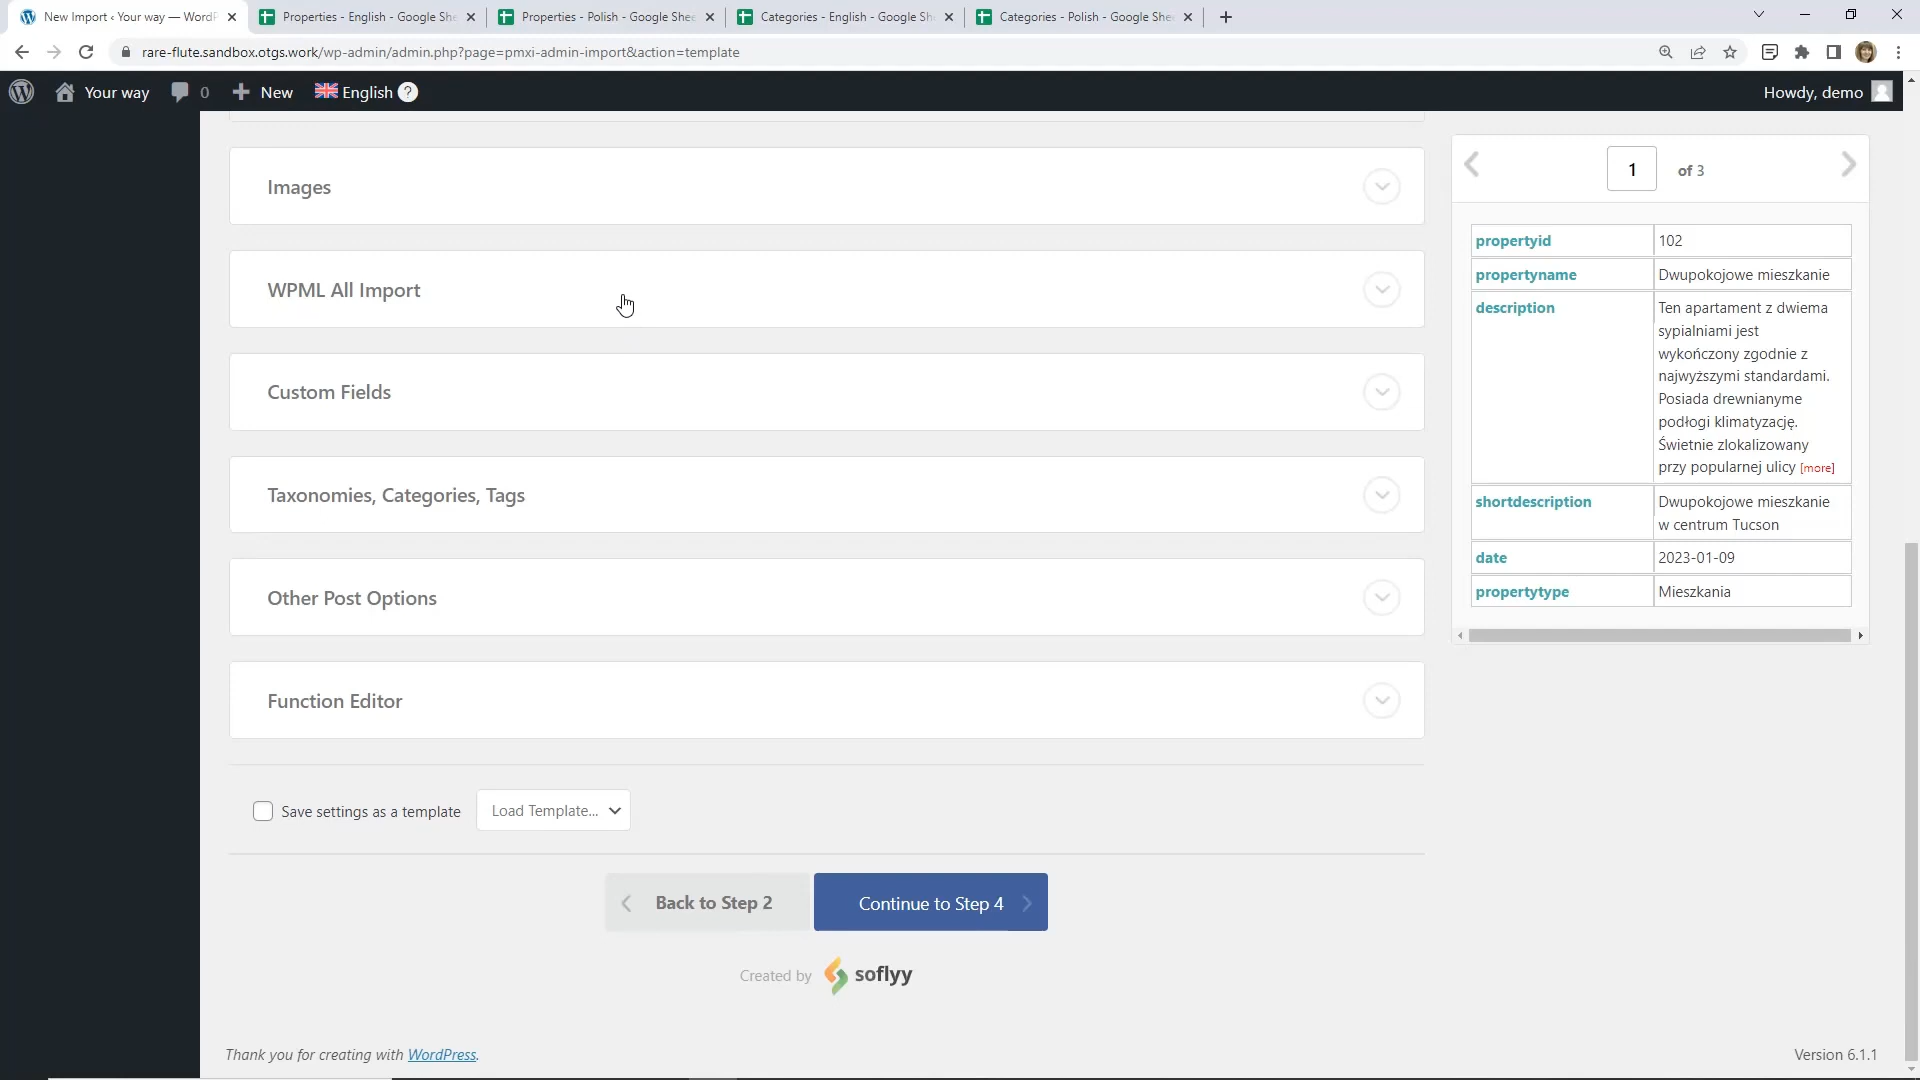 New Import ‹ Your way — WordP
Properties - English - Google She
Properties - Polish - Google Shee
Categories - English - Google Sh
Categories - Polish - Google Shee
rare-flute.sandbox.otgs.work/wp-admin/admin.php?page=pmxi-admin-import&action=template
Your way
0
New
English ?
Howdy, demo
Images
WPML All Import
Custom Fields
Taxonomies, Categories, Tags
Other Post Options
Function Editor
Save settings as a template
Load Template...
Back to Step 2
Continue to Step 4
Created by
soflyy
Thank you for creating with WordPress.
Version 6.1.1
1 of 3
propertyid 102
propertyname Dwupokojowe mieszkanie
description Ten apartament z dwiema
sypialniami jest
wykończony zgodnie z
najwyższymi standardami.
Posiada drewnianyme
podłogi klimatyzację.
Świetnie zlokalizowany
przy popularnej ulicy [more]
shortdescription Dwupokojowe mieszkanie
w centrum Tucson
date 2023-01-09
propertytype Mieszkania